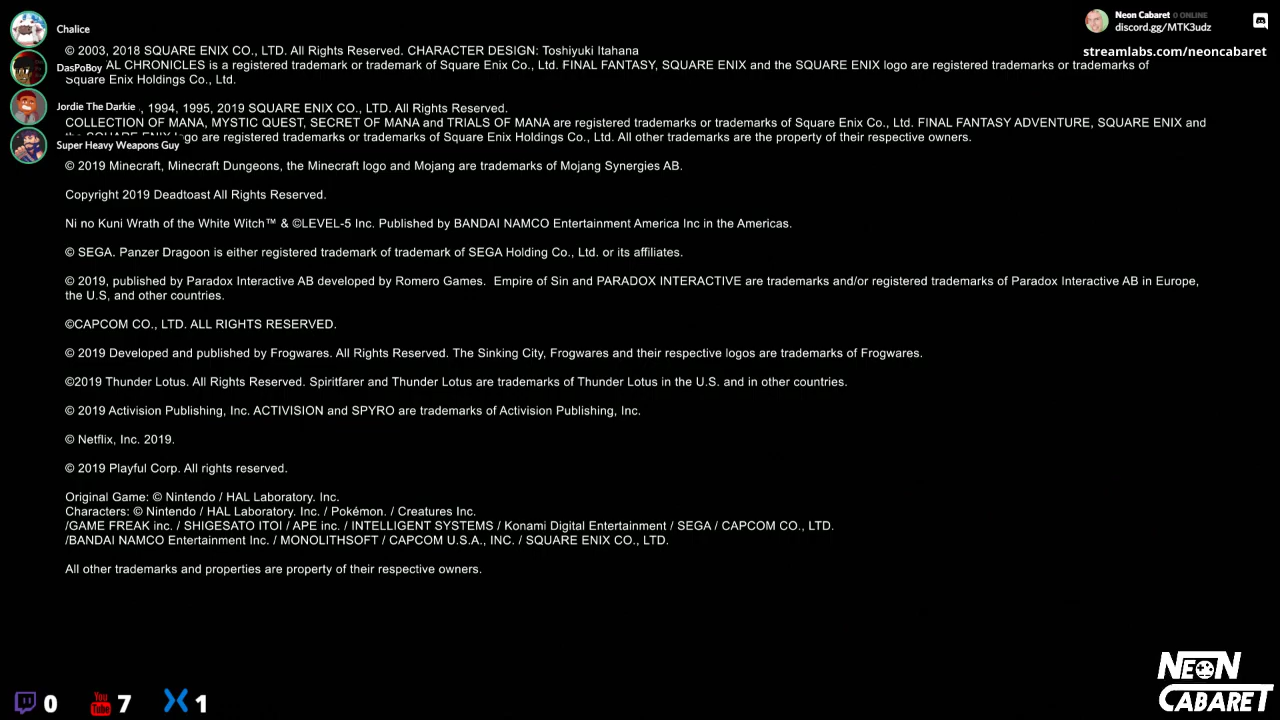 Chalice
Neon Cabaret 0 ONLINE
discord.gg/MTK3udz
streamlabs.com/neoncabaret
© 2003, 2018 SQUARE ENIX CO., LTD. All Rights Reserved. CHARACTER DESIGN: Toshiyuki Itahana
DasPoBoy
AL CHRONICLES is a registered trademark or trademark of Square Enix Co., Ltd. FINAL FANTASY, SQUARE ENIX and the SQUARE ENIX logo are registered trademarks or trademarks of
Square Enix Holdings Co., Ltd.
Jordie The Darkie
, 1994, 1995, 2019 SQUARE ENIX CO., LTD. All Rights Reserved.
COLLECTION OF MANA, MYSTIC QUEST, SECRET OF MANA and TRIALS OF MANA are registered trademarks or trademarks of Square Enix Co., Ltd. FINAL FANTASY ADVENTURE, SQUARE ENIX and
the SQUARE ENIX logo are registered trademarks or trademarks of Square Enix Holdings Co., Ltd. All other trademarks are the property of their respective owners.
Super Heavy Weapons Guy
© 2019 Minecraft, Minecraft Dungeons, the Minecraft logo and Mojang are trademarks of Mojang Synergies AB.
Copyright 2019 Deadtoast All Rights Reserved.
Ni no Kuni Wrath of the White Witch™ & ©LEVEL-5 Inc. Published by BANDAI NAMCO Entertainment America Inc in the Americas.
© SEGA. Panzer Dragoon is either registered trademark of trademark of SEGA Holding Co., Ltd. or its affiliates.
© 2019, published by Paradox Interactive AB developed by Romero Games. Empire of Sin and PARADOX INTERACTIVE are trademarks and/or registered trademarks of Paradox Interactive AB in Europe,
the U.S, and other countries.
©CAPCOM CO., LTD. ALL RIGHTS RESERVED.
© 2019 Developed and published by Frogwares. All Rights Reserved. The Sinking City, Frogwares and their respective logos are trademarks of Frogwares.
©2019 Thunder Lotus. All Rights Reserved. Spiritfarer and Thunder Lotus are trademarks of Thunder Lotus in the U.S. and in other countries.
© 2019 Activision Publishing, Inc. ACTIVISION and SPYRO are trademarks of Activision Publishing, Inc.
© Netflix, Inc. 2019.
© 2019 Playful Corp. All rights reserved.
Original Game: © Nintendo / HAL Laboratory. Inc.
Characters: © Nintendo / HAL Laboratory. Inc. / Pokémon. / Creatures Inc.
/GAME FREAK inc. / SHIGESATO ITOI / APE inc. / INTELLIGENT SYSTEMS / Konami Digital Entertainment / SEGA / CAPCOM CO., LTD.
/BANDAI NAMCO Entertainment Inc. / MONOLITHSOFT / CAPCOM U.S.A., INC. / SQUARE ENIX CO., LTD.
All other trademarks and properties are property of their respective owners.
0 You Tube 7 1
NEON
CABARET